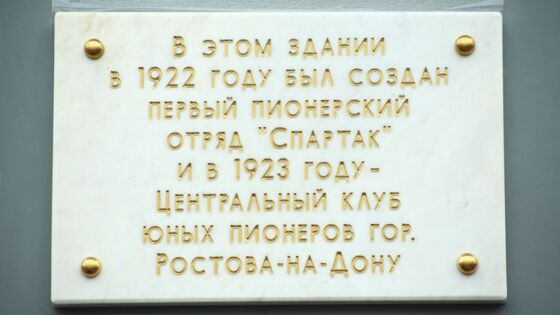 В этом здании
в 1922 году был создан
первый пионерский
отряд "Спартак"
и в 1923 году-
Центральный клуб
юных пионеров гор.
Ростова-на-Дону